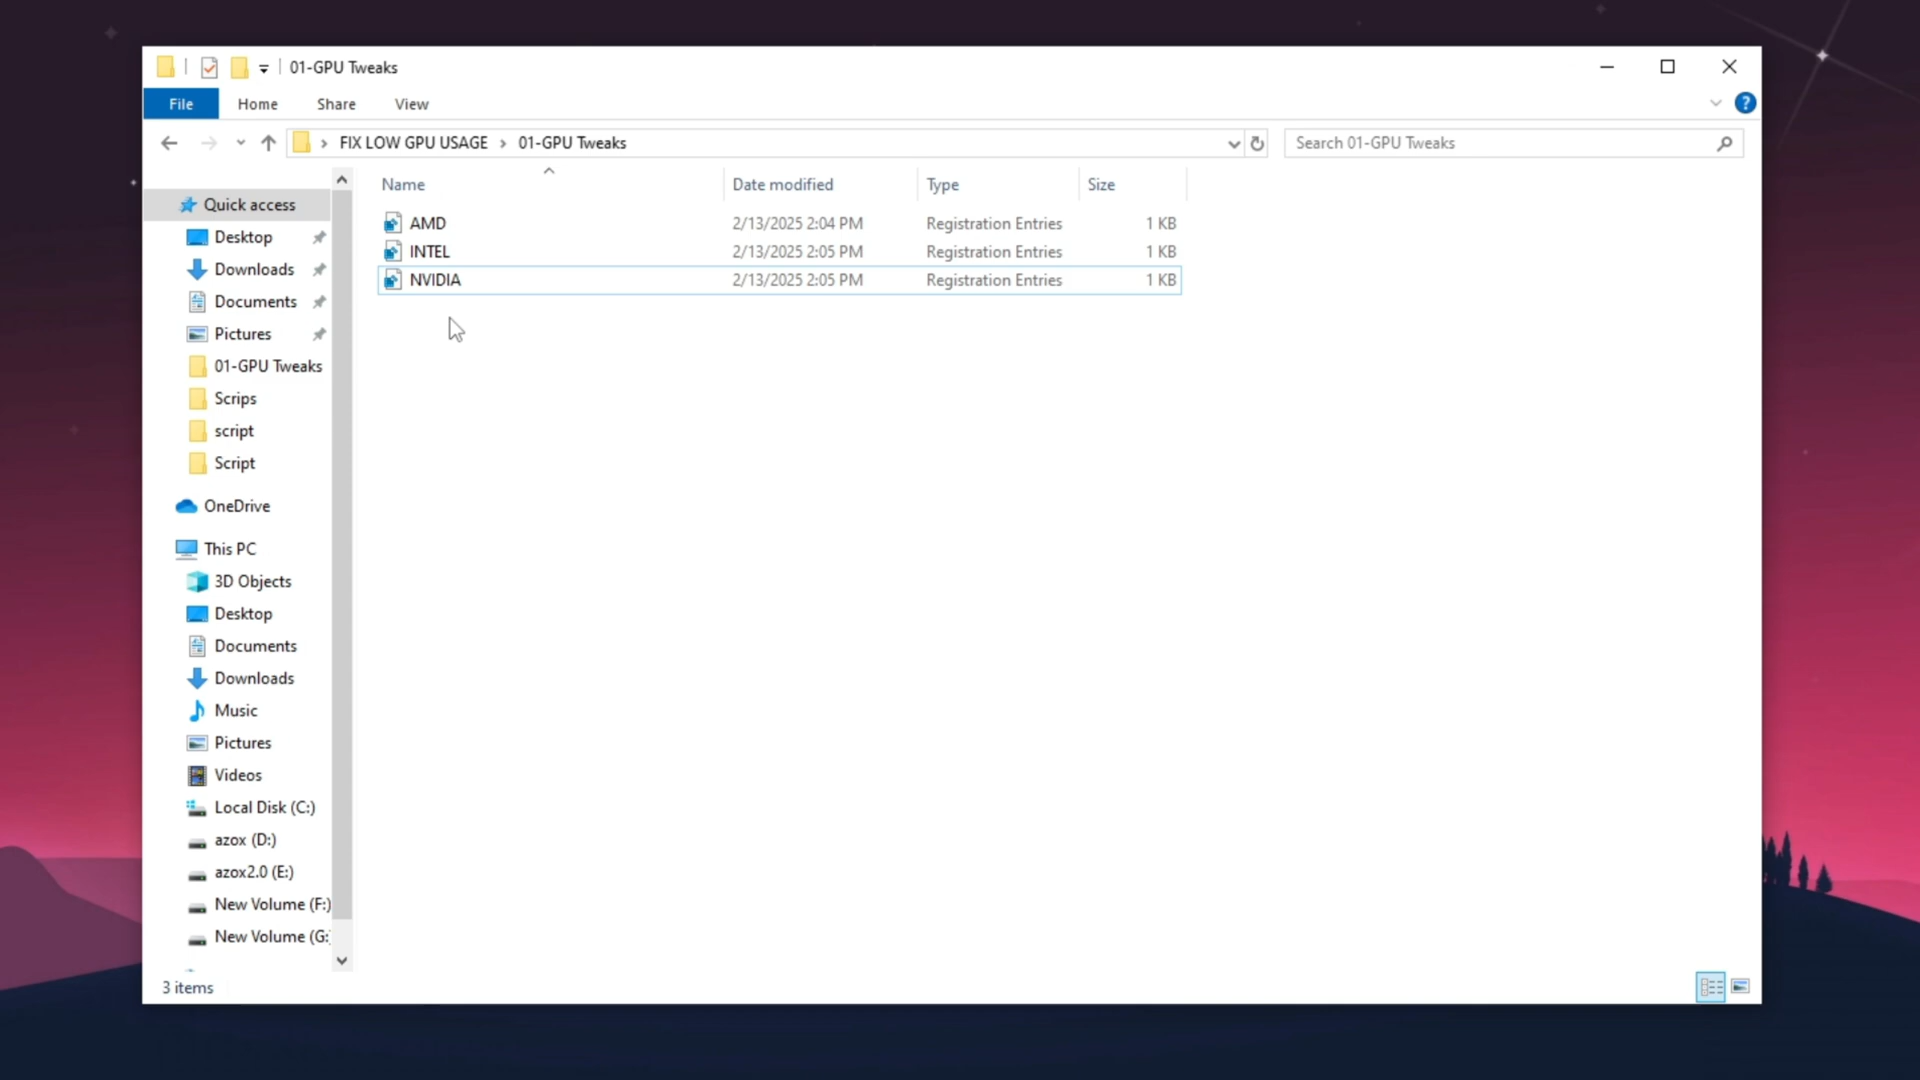 01-GPU Tweaks
File Home Share View
FIX LOW GPU USAGE > 01-GPU Tweaks
Search 01-GPU Tweaks
Name Date modified Type Size
AMD 2/13/2025 2:04 PM Registration Entries 1 KB
INTEL 2/13/2025 2:05 PM Registration Entries 1 KB
NVIDIA 2/13/2025 2:05 PM Registration Entries 1 KB
Quick access
Desktop
Downloads
Documents
Pictures
01-GPU Tweaks
Scrips
script
Script
OneDrive
This PC
3D Objects
Desktop
Documents
Downloads
Music
Pictures
Videos
Local Disk (C:)
azox (D:)
azox2.0 (E:)
New Volume (F:)
New Volume (G:
3 items